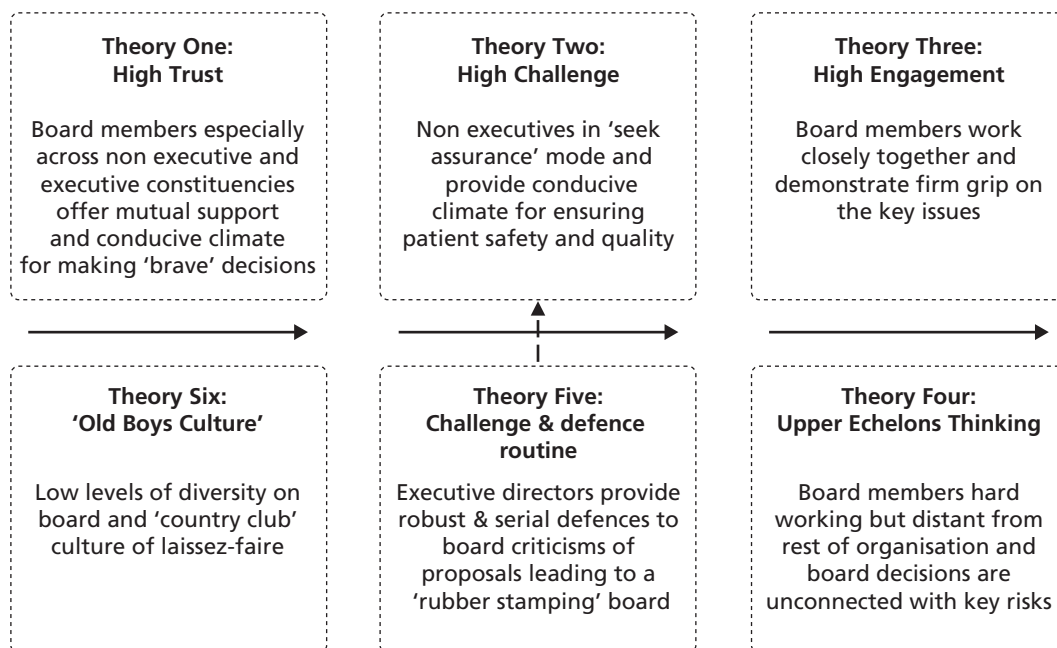 Theory One:
High Trust
Board members especially
across non executive and
executive constituencies
offer mutual support
and conducive climate
for making ‘brave’ decisions
Theory Two:
High Challenge
Non executives in ‘seek
assurance’ mode and
provide conducive
climate for ensuring
patient safety and quality
Theory Three:
High Engagement
Board members work
closely together and
demonstrate firm grip on
the key issues
Theory Six:
‘Old Boys Culture’
Low levels of diversity on
board and ‘country club’
culture of laissez-faire
Theory Five:
Challenge & defence
routine
Executive directors provide
robust & serial defences to
board criticisms of
proposals leading to a
‘rubber stamping’ board
Theory Four:
Upper Echelons Thinking
Board members hard
working but distant from
rest of organisation and
board decisions are
unconnected with key risks